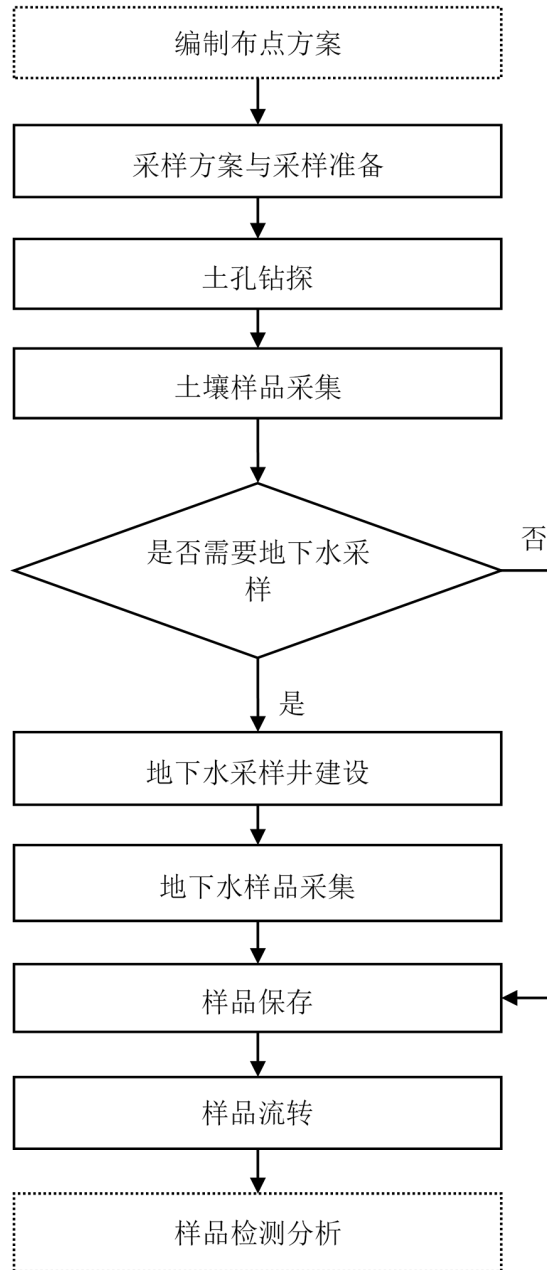 编制布点方案
采样方案与采样准备
土孔钻探
土壤样品采集
是否需要地下水采
样
否
是
地下水采样井建设
地下水样品采集
样品保存
样品流转
样品检测分析